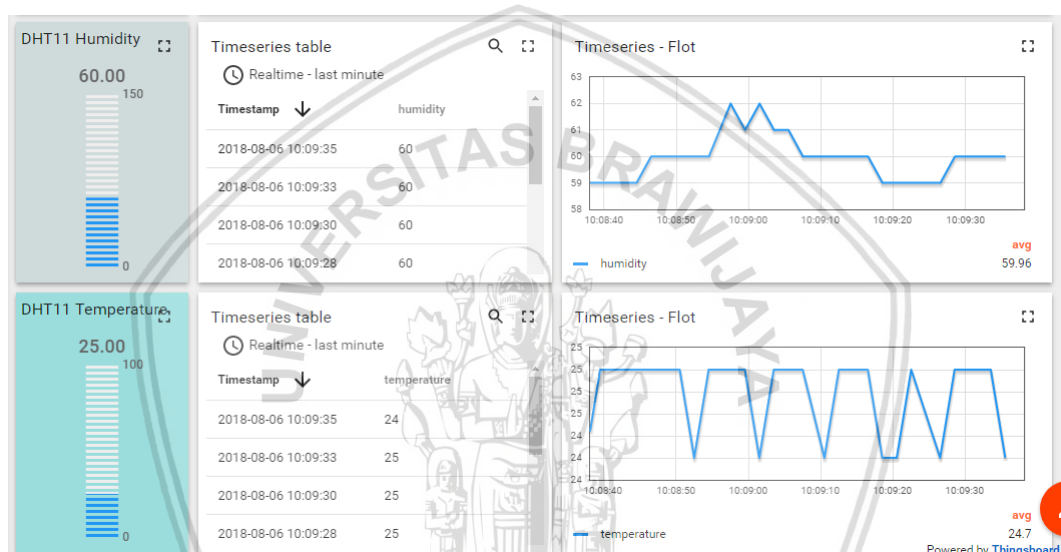 DHT11 Humidity
60.00
150
0
Timeseries table
Realtime - last minute
Timestamp humidity
2018-08-06 10:09:35 60
2018-08-06 10:09:33 60
2018-08-06 10:09:30 60
2018-08-06 10:09:28 60
Timeseries - Flot
63
62
61
60
59
58
10:08:40 10:08:50 10:09:00 10:09:10 10:09:20 10:09:30
avg
humidity 59.96
DHT11 Temperature
25.00
100
0
Timeseries table
Realtime - last minute
Timestamp temperature
2018-08-06 10:09:35 24
2018-08-06 10:09:33 25
2018-08-06 10:09:30 25
2018-08-06 10:09:28 25
Timeseries - Flot
25
25
25
25
24
24
24
10:08:40 10:08:50 10:09:00 10:09:10 10:09:20 10:09:30
avg
temperature 24.7
Powered by Thingsboard
UNIVERSITAS BRAWIJAYA